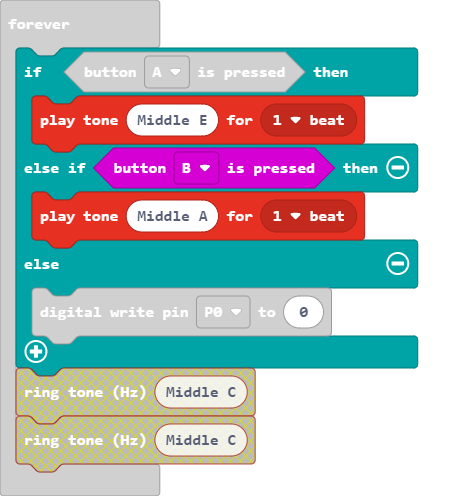 forever
if button A is pressed then
play tone Middle E for 1 beat
else if button B is pressed then
play tone Middle A for 1 beat
else
digital write pin P0 to 0
ring tone (Hz) Middle C
ring tone (Hz) Middle C